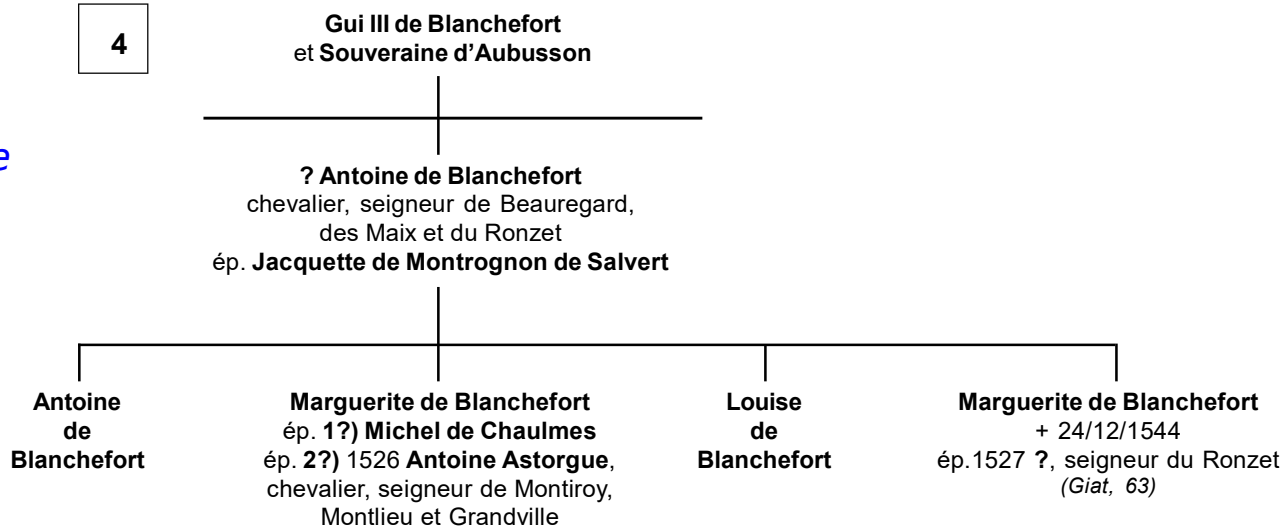 4
Gui III de Blanchefort
et Souveraine d'Aubusson
? Antoine de Blanchefort
chevalier, seigneur de Beauregard,
des Maix et du Ronzet
ép. Jacquette de Montrognon de Salvert
Antoine
de
Blanchefort
Marguerite de Blanchefort
ép. 1?) Michel de Chaulmes
ép. 2?) 1526 Antoine Astorgue,
chevalier, seigneur de Montiroy,
Montlieu et Grandville
Louise
de
Blanchefort
Marguerite de Blanchefort
+ 24/12/1544
ép.1527 ?, seigneur du Ronzet
(Giat, 63)